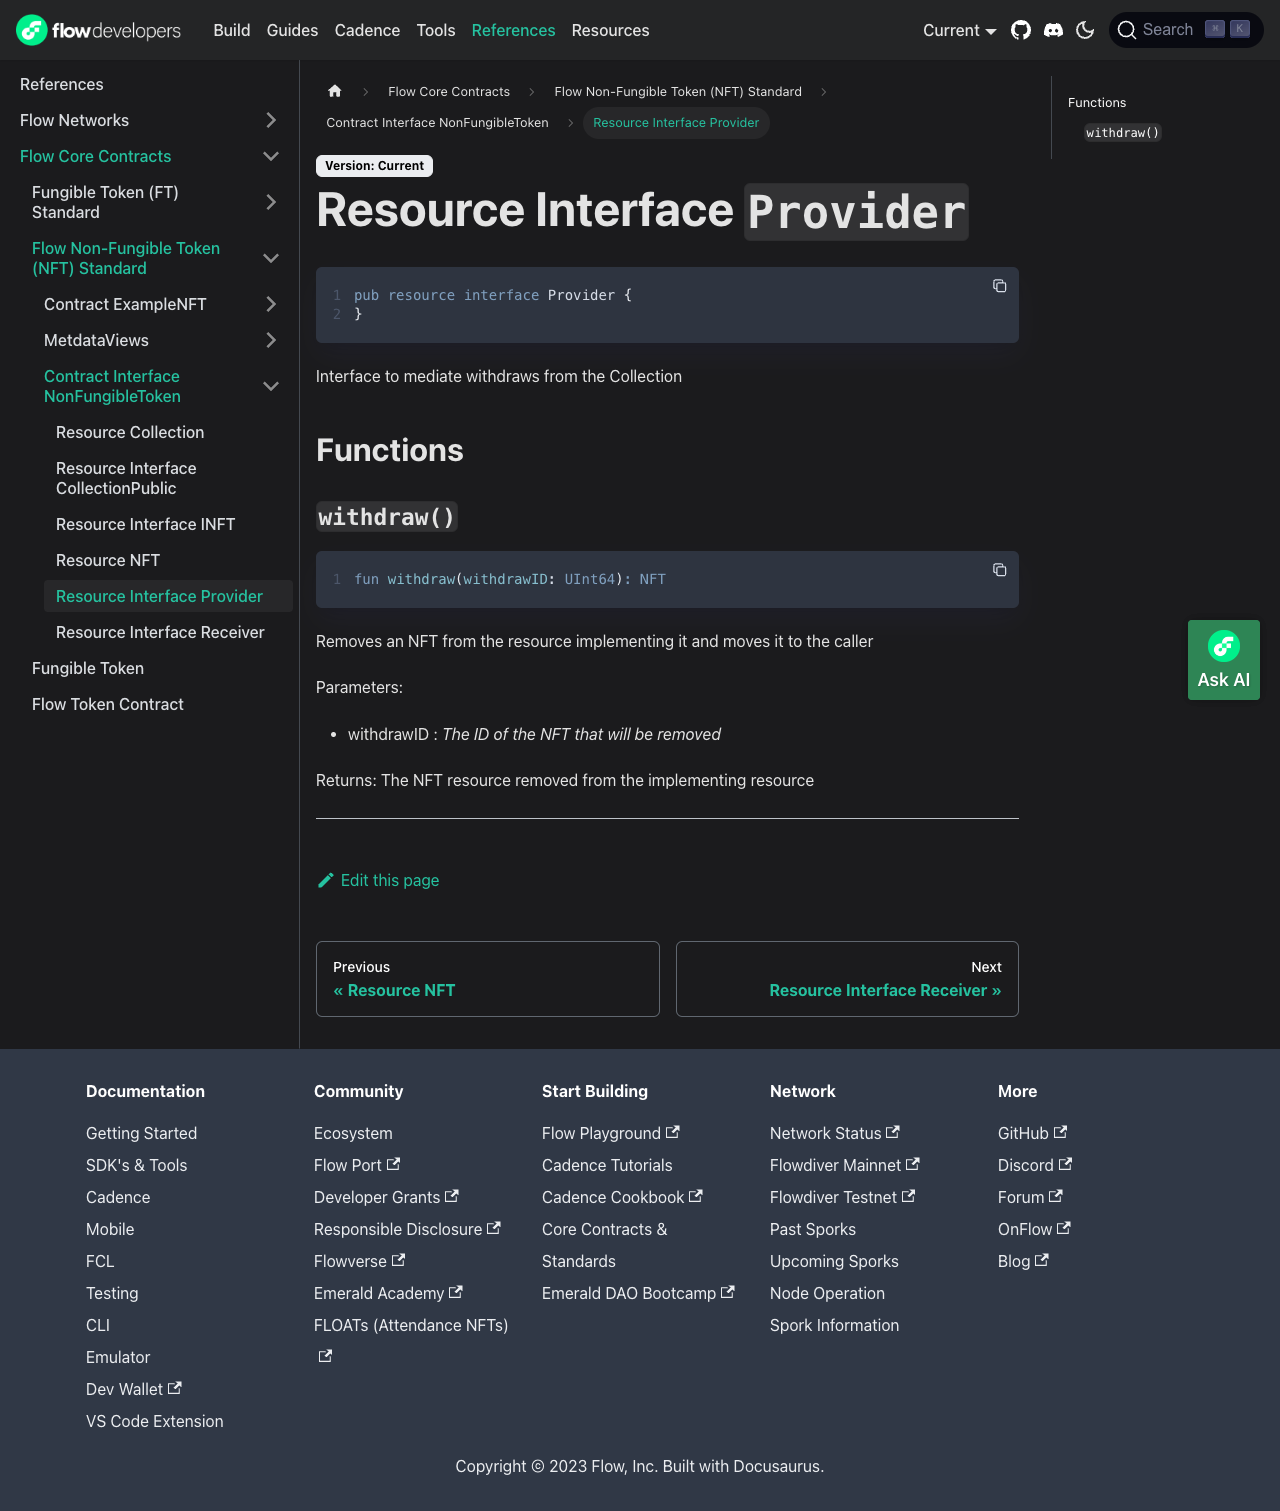 flowdevelopers Build Guides Cadence Tools References Resources Current Search ⌘ K
References
Flow Networks
Flow Core Contracts
Fungible Token (FT)
Standard
Flow Non-Fungible Token
(NFT) Standard
Contract ExampleNFT
MetdataViews
Contract Interface
NonFungibleToken
Resource Collection
Resource Interface
CollectionPublic
Resource Interface INFT
Resource NFT
Resource Interface Provider
Resource Interface Receiver
Fungible Token
Flow Token Contract
Flow Core Contracts Flow Non-Fungible Token (NFT) Standard
Contract Interface NonFungibleToken Resource Interface Provider
Version: Current
Resource Interface Provider
1 pub resource interface Provider {
2 }
Interface to mediate withdraws from the Collection
Functions
withdraw()
1 fun withdraw(withdrawID: UInt64): NFT
Removes an NFT from the resource implementing it and moves it to the caller
Parameters:
• withdrawID : The ID of the NFT that will be removed
Returns: The NFT resource removed from the implementing resource
Edit this page
Previous
« Resource NFT
Next
Resource Interface Receiver »
Functions
withdraw()
Ask AI
Documentation
Getting Started
SDK's & Tools
Cadence
Mobile
FCL
Testing
CLI
Emulator
Dev Wallet
VS Code Extension
Community
Ecosystem
Flow Port
Developer Grants
Responsible Disclosure
Flowverse
Emerald Academy
FLOATs (Attendance NFTs)
Start Building
Flow Playground
Cadence Tutorials
Cadence Cookbook
Core Contracts &
Standards
Emerald DAO Bootcamp
Network
Network Status
Flowdiver Mainnet
Flowdiver Testnet
Past Sporks
Upcoming Sporks
Node Operation
Spork Information
More
GitHub
Discord
Forum
OnFlow
Blog
Copyright © 2023 Flow, Inc. Built with Docusaurus.